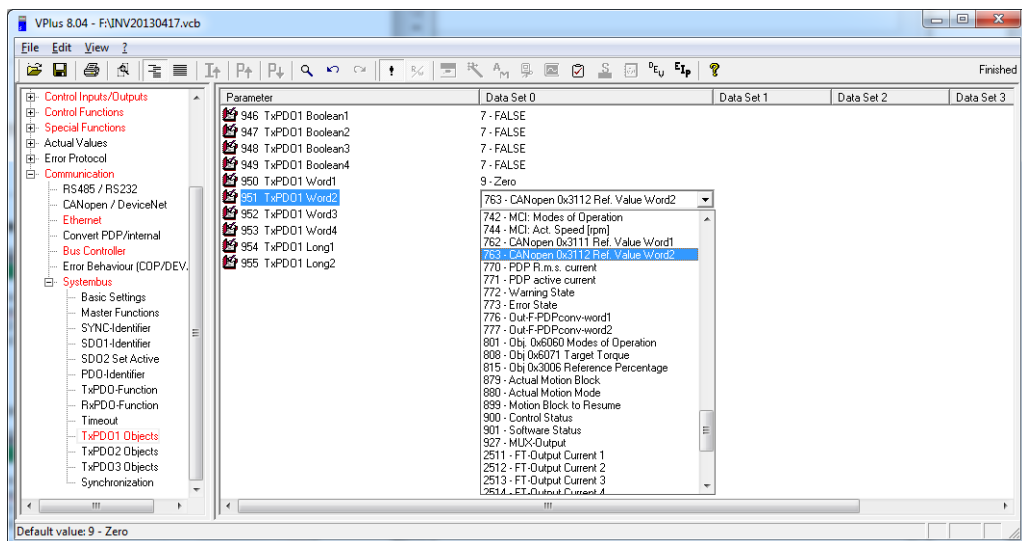 VPlus 8.04 - F:\INV20130417.vcb
File Edit View ?
Finished
Control Inputs/Outputs
Control Functions
Special Functions
Actual Values
Error Protocol
Communication
RS485 / RS232
CANopen / DeviceNet
Ethernet
Convert PDP/internal
Bus Controller
Error Behaviour (COP/DEV.
Systembus
Basic Settings
Master Functions
SYNC-Identifier
SDO1-Identifier
SDO2 Set Active
PDO-Identifier
TxPDO-Function
RxPDO-Function
Timeout
TxPDO1 Objects
TxPDO2 Objects
TxPDO3 Objects
Synchronization
Parameter Data Set 0 Data Set 1 Data Set 2 Data Set 3
946 TxPDO1 Boolean1 7 - FALSE
947 TxPDO1 Boolean2 7 - FALSE
948 TxPDO1 Boolean3 7 - FALSE
949 TxPDO1 Boolean4 7 - FALSE
950 TxPDO1 Word1 9 - Zero
951 TxPDO1 Word2 763 - CANopen 0x3112 Ref. Value Word2
952 TxPDO1 Word3
953 TxPDO1 Word4
954 TxPDO1 Long1
955 TxPDO1 Long2
742 - MCI: Modes of Operation
744 - MCI: Act. Speed [rpm]
762 - CANopen 0x3111 Ref. Value Word1
763 - CANopen 0x3112 Ref. Value Word2
770 - PDP R.m.s. current
771 - PDP active current
772 - Warning State
773 - Error State
776 - Out-F-PDPconv-word1
777 - Out-F-PDPconv-word2
801 - Obj. 0x6060 Modes of Operation
808 - Obj 0x6071 Target Torque
815 - Obj 0x3006 Reference Percentage
879 - Actual Motion Block
880 - Actual Motion Mode
899 - Motion Block to Resume
900 - Control Status
901 - Software Status
927 - MUX-Output
2511 - FT-Output Current 1
2512 - FT-Output Current 2
2513 - FT-Output Current 3
2514 - FT-Output Current 4
Default value: 9 - Zero